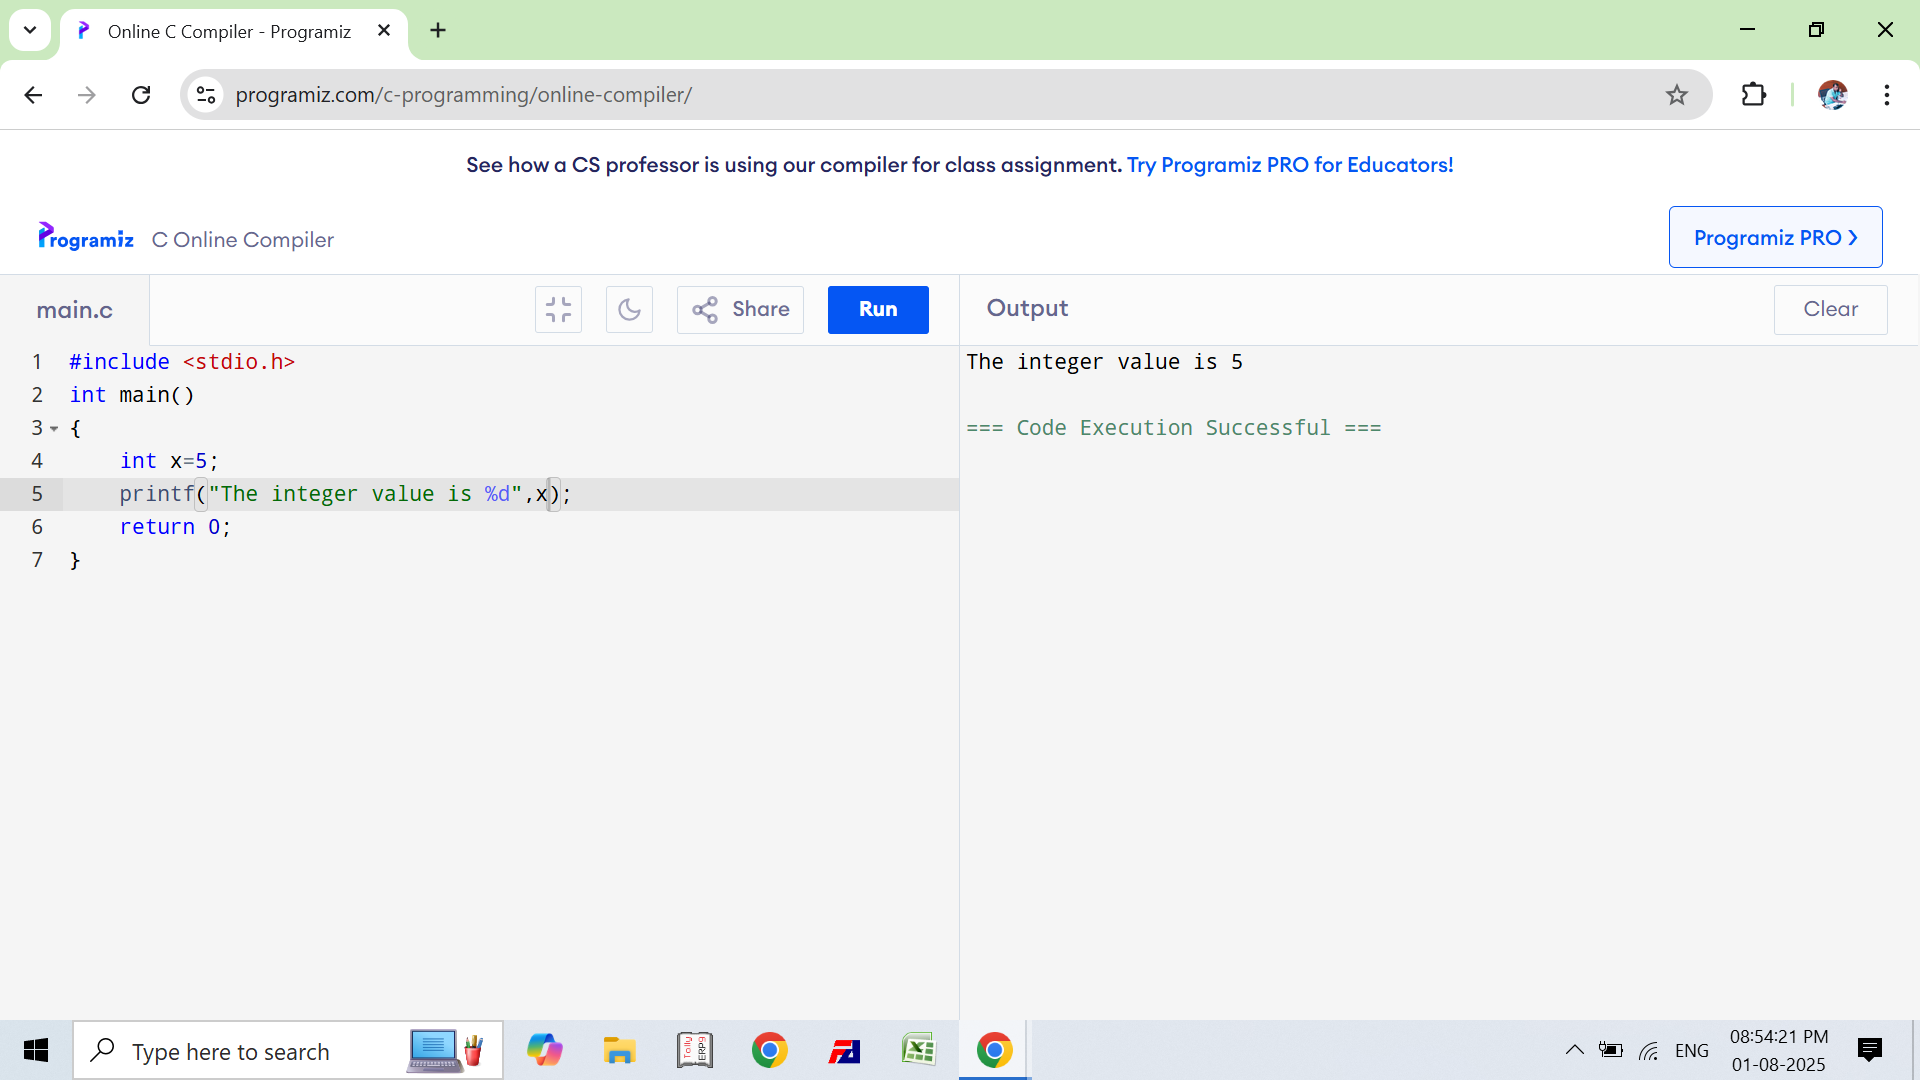 Online C Compiler - Programiz
programiz.com/c-programming/online-compiler/
See how a CS professor is using our compiler for class assignment. Try Programiz PRO for Educators!
Programiz C Online Compiler
Programiz PRO ❯
main.c
Share
Run
Output
Clear
1 #include <stdio.h>
2 int main()
3 {
4     int x=5;
5     printf("The integer value is %d",x);
6     return 0;
7 }
The integer value is 5
=== Code Execution Successful ===
Type here to search
Tally
ERP9
ENG
08:54:21 PM
01-08-2025